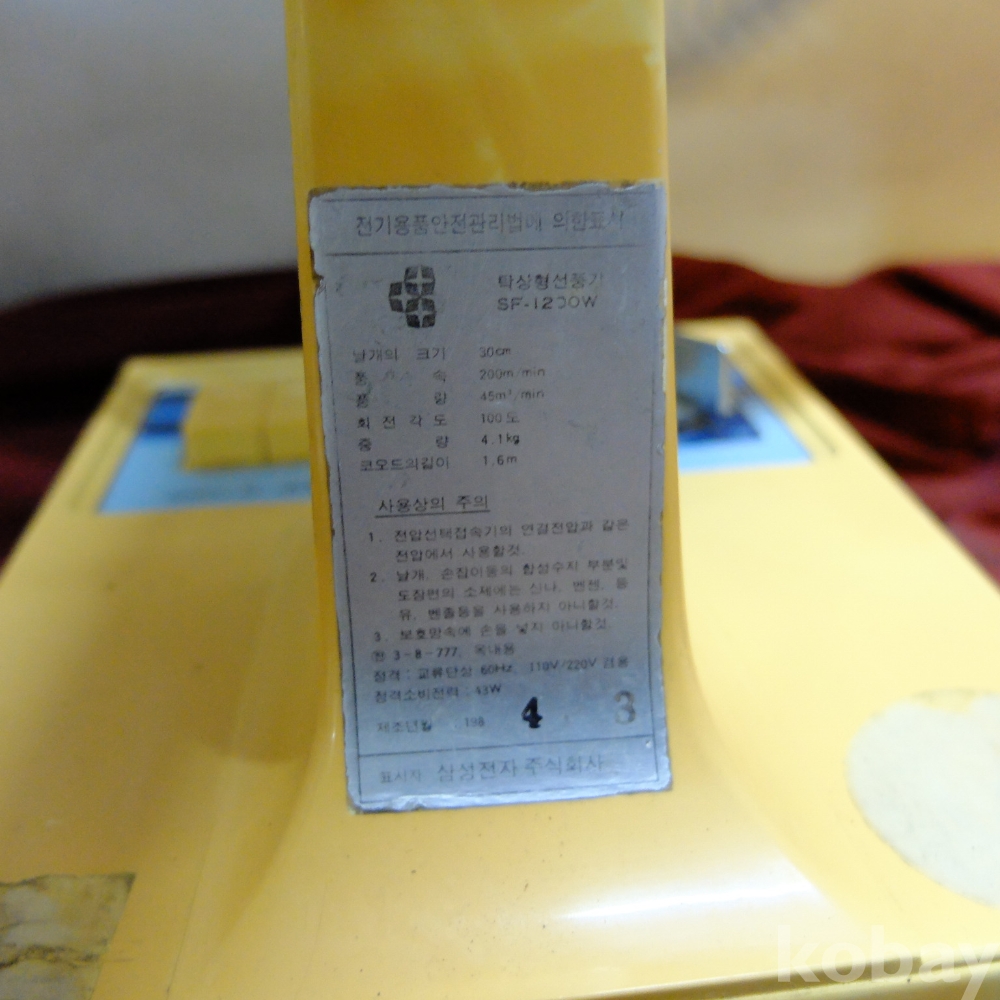 전기용품안전관리법에 의한표시
탁상형선풍기
SF-1200W
날개의 크기 30cm
풍 속 200m/min
풍 량 45m³/min
회전각도 100도
중 량 4.1kg
코오드의길이 1.6m
사용상의 주의
1. 전압선택접속기의 연결전압과 같은
전압에서 사용할것.
2. 날개, 손잡이등의 합성수지 부분및
도장면의 소제에는 신나, 벤젠, 등
유, 벤졸등을 사용하지 아니할것.
3. 보호망속에 손을 넣지 아니할것.
3-8-777, 옥내용
정격 : 교류단상 60Hz, 110V/220V 겸용
정격소비전력 : 43W
제조년월 198 4 3
표시자 삼성전자 주식회사
kobay